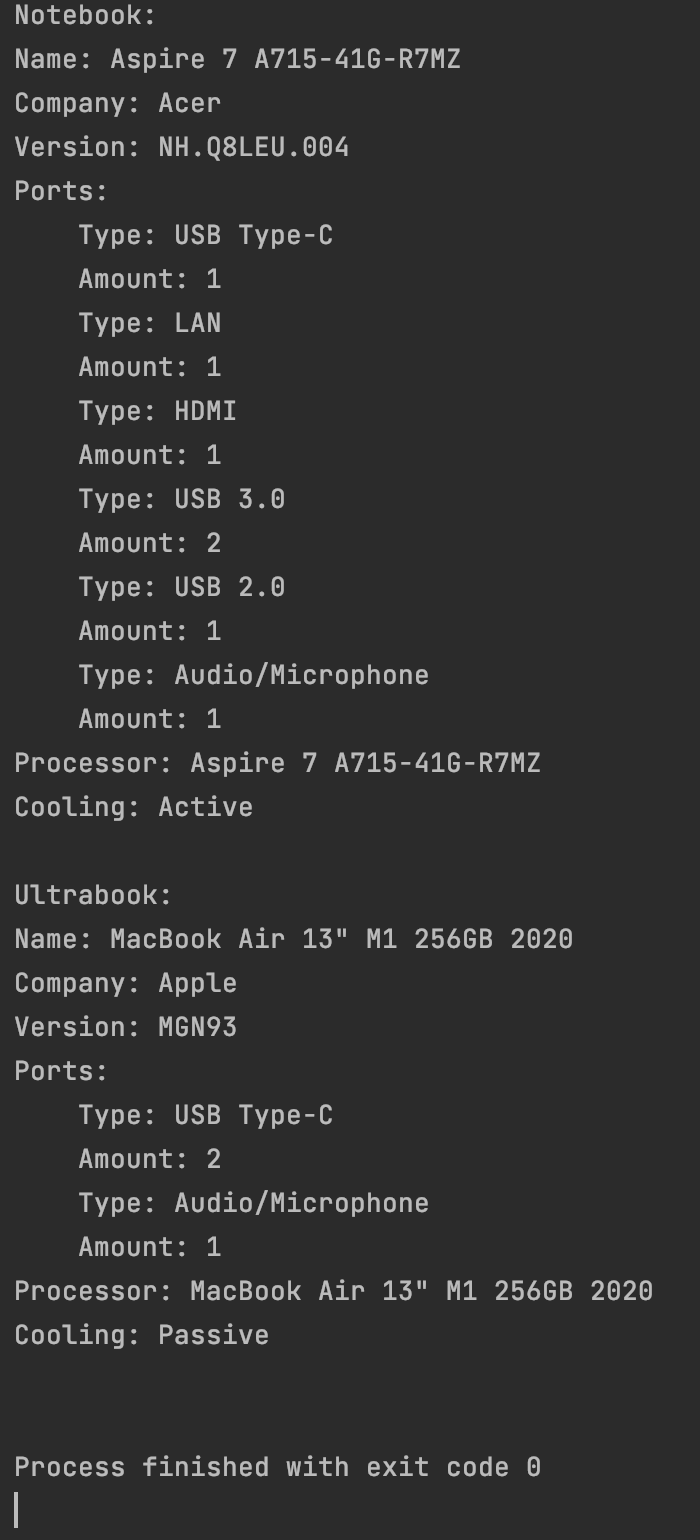 Notebook:
Name: Aspire 7 A715-41G-R7MZ
Company: Acer
Version: NH.Q8LEU.004
Ports:
    Type: USB Type-C
    Amount: 1
    Type: LAN
    Amount: 1
    Type: HDMI
    Amount: 1
    Type: USB 3.0
    Amount: 2
    Type: USB 2.0
    Amount: 1
    Type: Audio/Microphone
    Amount: 1
Processor: Aspire 7 A715-41G-R7MZ
Cooling: Active

Ultrabook:
Name: MacBook Air 13" M1 256GB 2020
Company: Apple
Version: MGN93
Ports:
    Type: USB Type-C
    Amount: 2
    Type: Audio/Microphone
    Amount: 1
Processor: MacBook Air 13" M1 256GB 2020
Cooling: Passive

Process finished with exit code 0